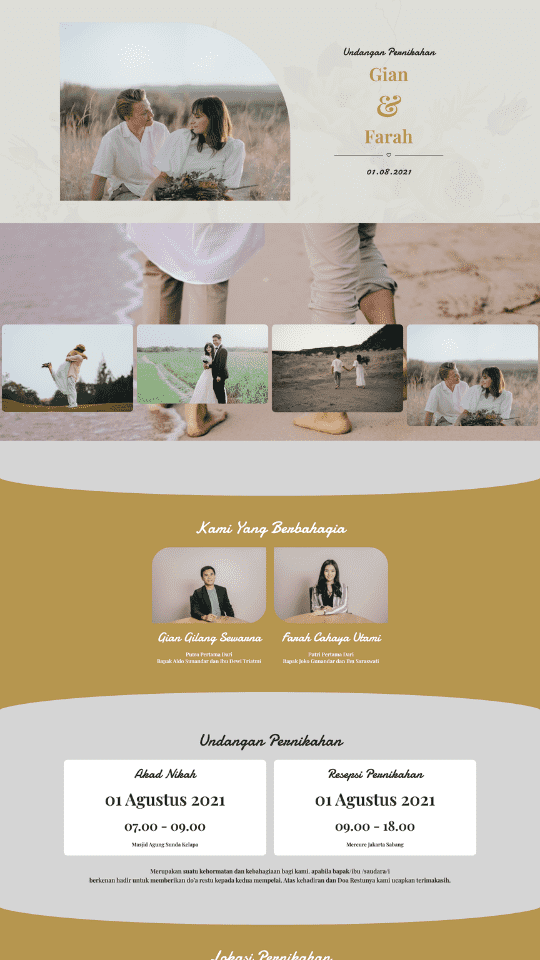 Undangan Pernikahan
Gian
&
Farah
01.08.2021
Kami Yang Berbahagia
Gian Gilang Sewarna
Farah Cahaya Utami
Putra Pertama Dari
Putri Pertama Dari
Bapak Aldo Simandar dan Ibu Dewi
Bapak Joko Gunandar dan Ibu Saraswati
Undangan Pernikahan
Akad Nikah
Resepsi Pernikahan
01 Agustus 2021
01 Agustus 2021
07.00 - 09.00
09.00 - 18.00
Masjid Agung Sunda Kelapa
Mercure Jakarta Sabang
Merupakan suatu kehormatan dan kebahagiaan bagi kami, apabila bapak/ibu /saudara/i
berkenan hadir untuk memberikan do'a restu kepada kedua mempelai. Atas kehadiran dan Doa Restunya kami ucapkan terimakasih.
Lokasi Pernikahan